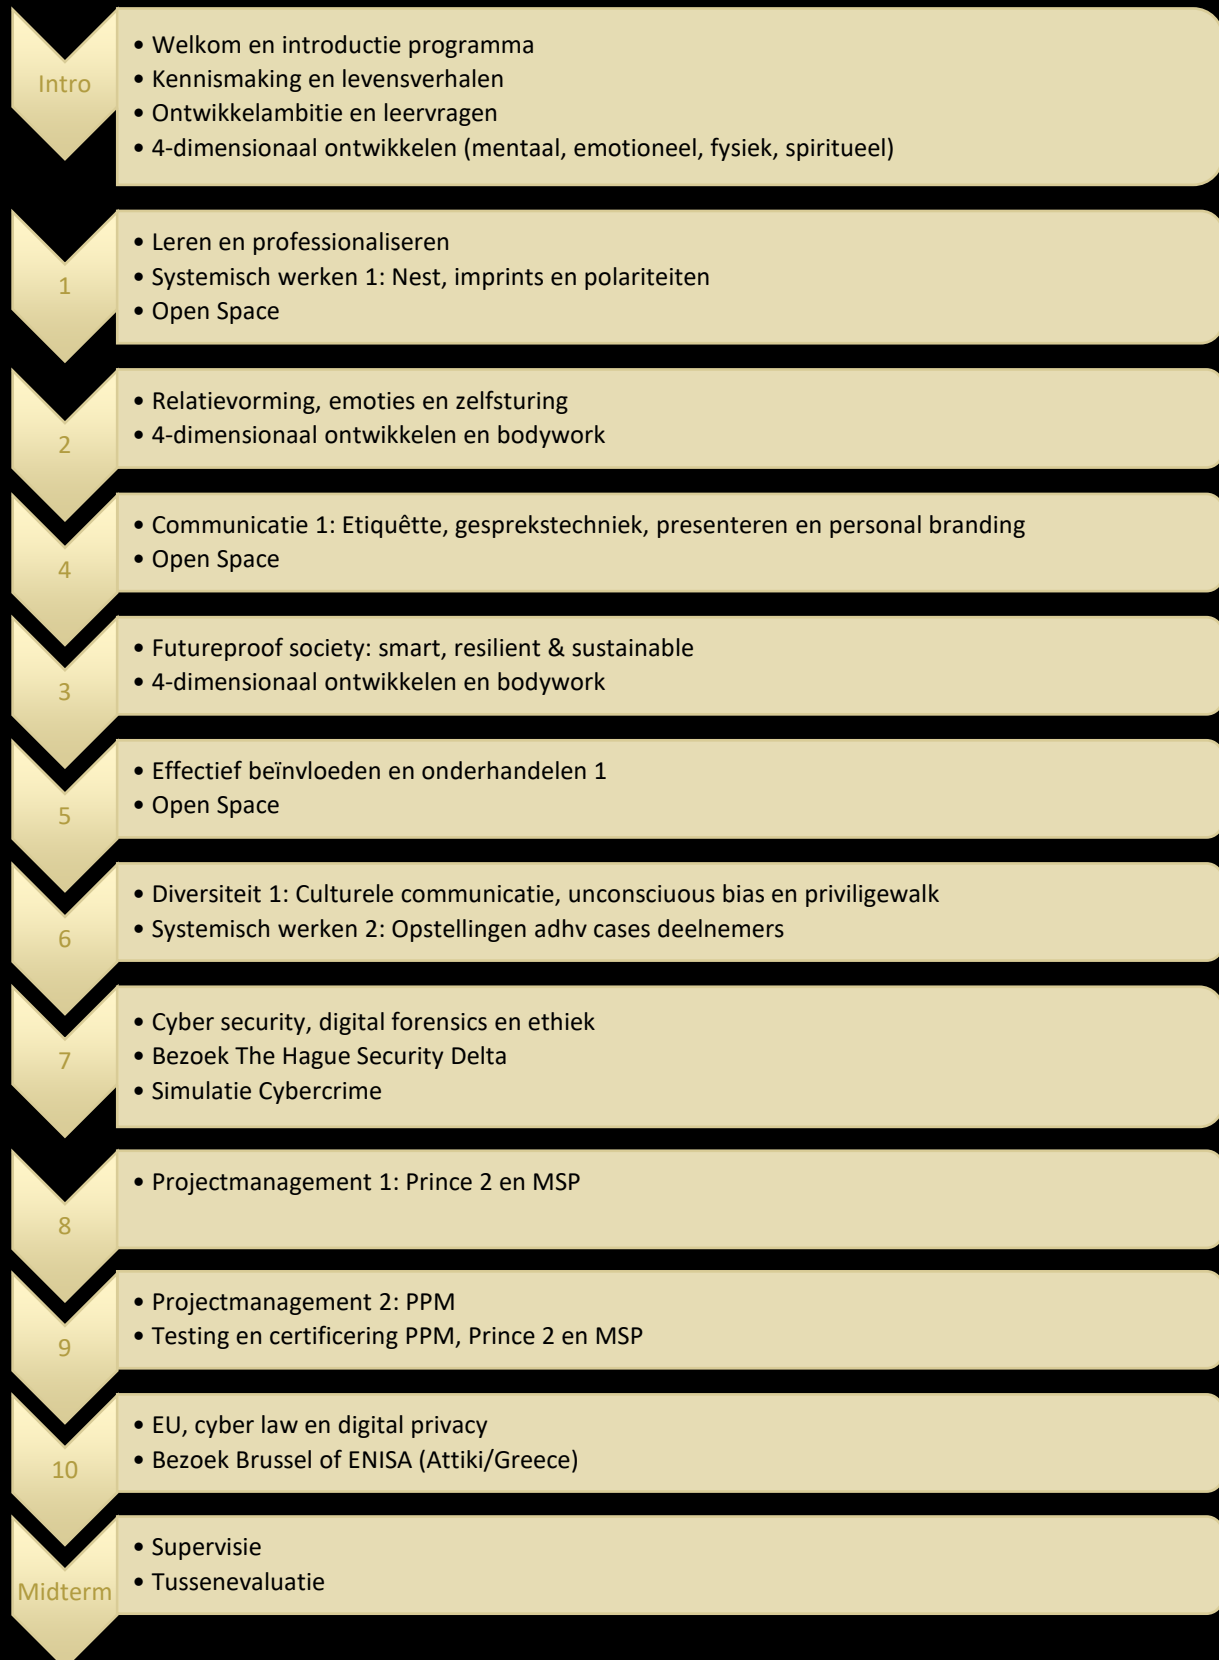 Intro
• Welkom en introductie programma
• Kennismaking en levensverhalen
• Ontwikkelambitie en leervragen
• 4-dimensionaal ontwikkelen (mentaal, emotioneel, fysiek, spiritueel)
1
• Leren en professionaliseren
• Systemisch werken 1: Nest, imprints en polariteiten
• Open Space
2
• Relatievorming, emoties en zelfsturing
• 4-dimensionaal ontwikkelen en bodywork
4
• Communicatie 1: Etiquêtte, gesprekstechniek, presenteren en personal branding
• Open Space
3
• Futureproof society: smart, resilient & sustainable
• 4-dimensionaal ontwikkelen en bodywork
5
• Effectief beïnvloeden en onderhandelen 1
• Open Space
6
• Diversiteit 1: Culturele communicatie, unconsciuous bias en priviligewalk
• Systemisch werken 2: Opstellingen adhv cases deelnemers
7
• Cyber security, digital forensics en ethiek
• Bezoek The Hague Security Delta
• Simulatie Cybercrime
8
• Projectmanagement 1: Prince 2 en MSP
9
• Projectmanagement 2: PPM
• Testing en certificering PPM, Prince 2 en MSP
10
• EU, cyber law en digital privacy
• Bezoek Brussel of ENISA (Attiki/Greece)
Midterm
• Supervisie
• Tussenevaluatie